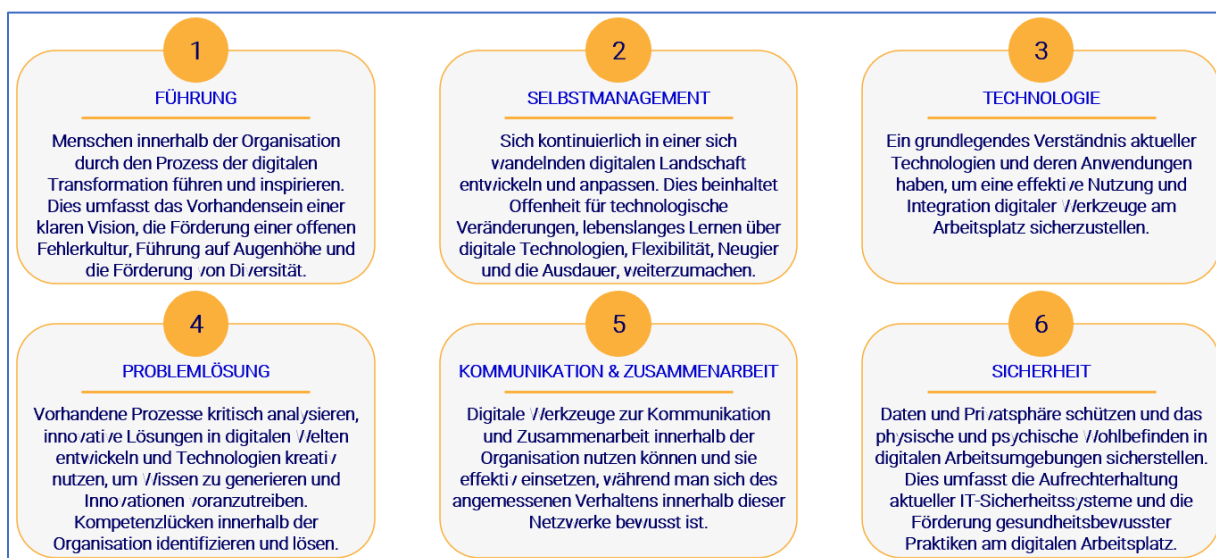 1
FÜHRUNG
Menschen innerhalb der Organisation
durch den Prozess der digitalen
Transformation führen und inspirieren.
Dies umfasst das Vorhandensein einer
klaren Vision, die Förderung einer offenen
Fehlerkultur, Führung auf Augenhöhe und
die Förderung von Diversität.
2
SELBSTMANAGEMENT
Sich kontinuierlich in einer sich
wandelnden digitalen Landschaft
entwickeln und anpassen. Dies beinhaltet
Offenheit für technologische
Veränderungen, lebenslanges Lernen über
digitale Technologien, Flexibilität, Neugier
und die Ausdauer, weiterzumachen.
3
TECHNOLOGIE
Ein grundlegendes Verständnis aktueller
Technologien und deren Anwendungen
haben, um eine effektive Nutzung und
Integration digitaler Werkzeuge am
Arbeitsplatz sicherzustellen.
4
PROBLEMLÖSUNG
Vorhandene Prozesse kritisch analysieren,
innovative Lösungen in digitalen Welten
entwickeln und Technologien kreativ
nutzen, um Wissen zu generieren und
Innovationen voranzutreiben.
Kompetenzlücken innerhalb der
Organisation identifizieren und lösen.
5
KOMMUNIKATION & ZUSAMMENARBEIT
Digitale Werkzeuge zur Kommunikation
und Zusammenarbeit innerhalb der
Organisation nutzen können und sie
effektiv einsetzen, während man sich des
angemessenen Verhaltens innerhalb dieser
Netzwerke bewusst ist.
6
SICHERHEIT
Daten und Privatsphäre schützen und das
physische und psychische Wohlbefinden in
digitalen Arbeitsumgebungen sicherstellen.
Dies umfasst die Aufrechterhaltung
aktueller IT-Sicherheitssysteme und die
Förderung gesundheitsbewusster
Praktiken am digitalen Arbeitsplatz.